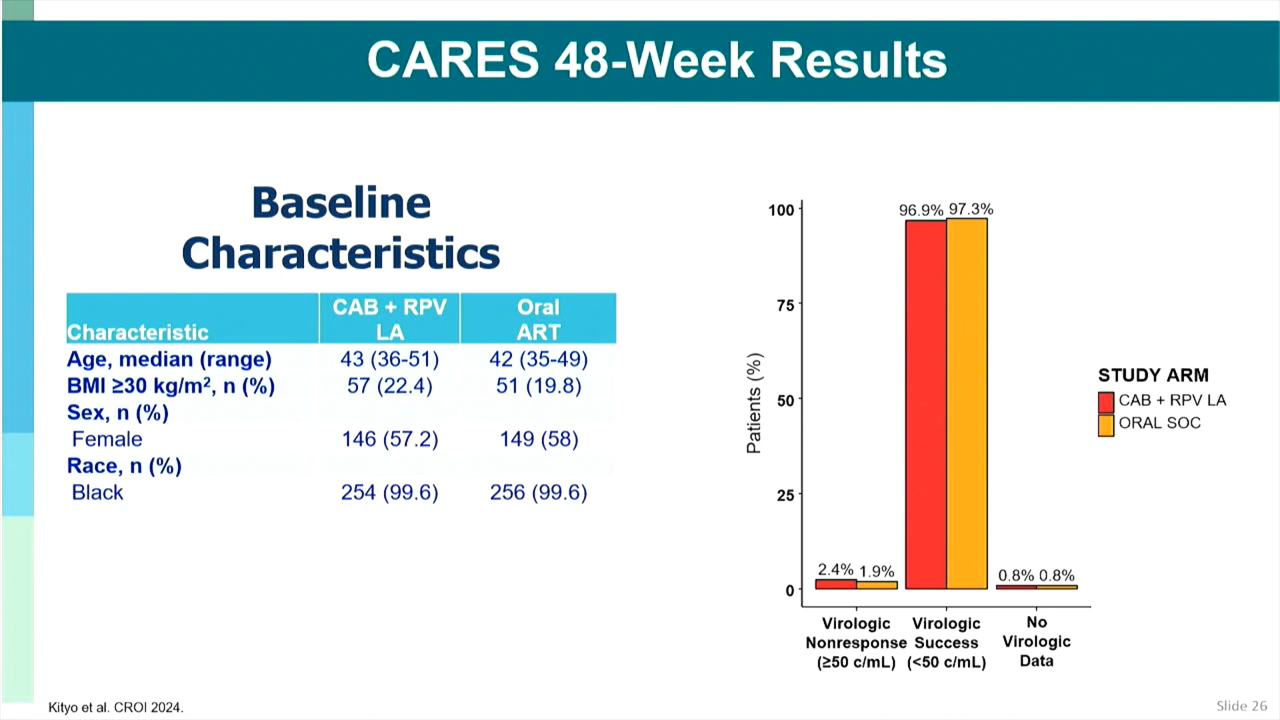 CARES 48-Week Results
Baseline
Characteristics
Characteristic CAB + RPV LA Oral ART
Age, median (range) 43 (36-51) 42 (35-49)
BMI ≥30 kg/m², n (%) 57 (22.4) 51 (19.8)
Sex, n (%)
Female 146 (57.2) 149 (58)
Race, n (%)
Black 254 (99.6) 256 (99.6)
Patients (%)
100
75
50
25
0
96.9% 97.3%
2.4% 1.9%
0.8% 0.8%
Virologic
Nonresponse
(≥50 c/mL)
Virologic
Success
(<50 c/mL)
No
Virologic
Data
STUDY ARM
CAB + RPV LA
ORAL SOC
Kityo et al. CROI 2024.
Slide 26